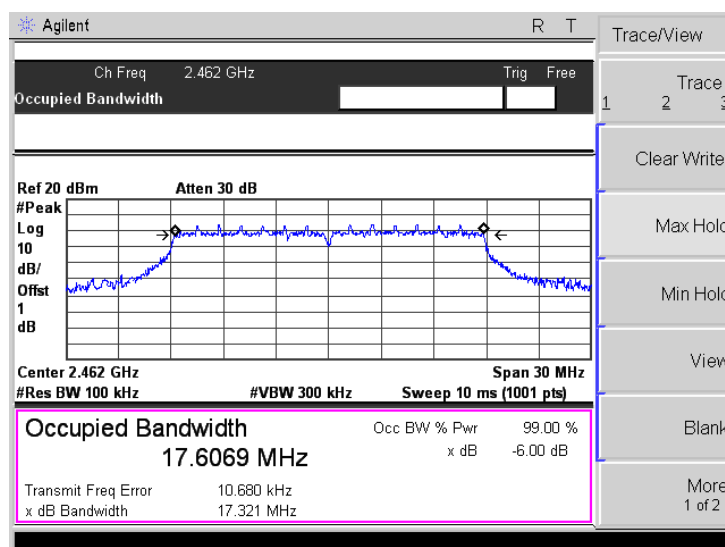 Agilent R T
Trace/View
Ch Freq 2.462 GHz Trig Free
Occupied Bandwidth
Trace
1 2 3
Clear Write
Max Hold
Min Hold
View
Blank
More
1 of 2
Ref 20 dBm Atten 30 dB
#Peak
Log
10
dB/
Offst
1
dB
Center 2.462 GHz Span 30 MHz
#Res BW 100 kHz #VBW 300 kHz Sweep 10 ms (1001 pts)
Occupied Bandwidth Occ BW % Pwr 99.00 %
17.6069 MHz x dB -6.00 dB
Transmit Freq Error 10.680 kHz
x dB Bandwidth 17.321 MHz